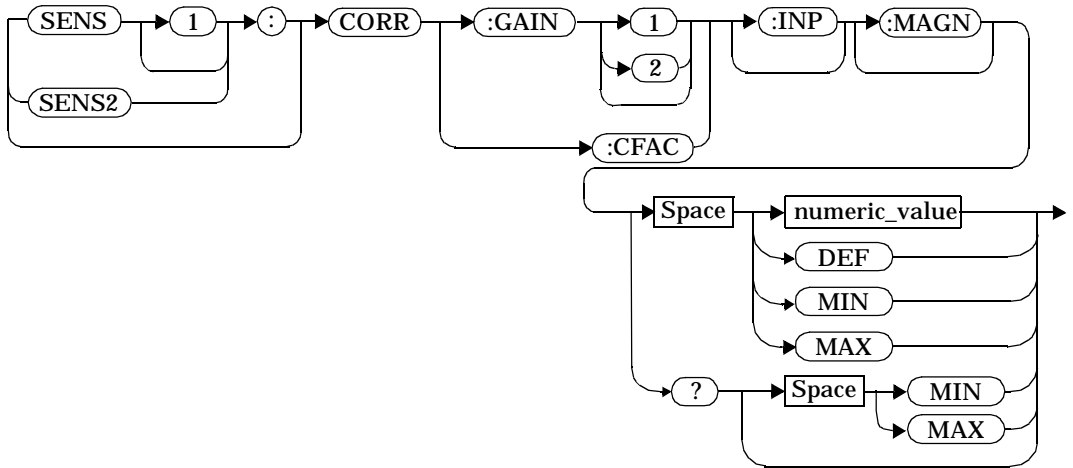 SENS 1 : CORR :GAIN 1 :INP :MAGN
2
SENS2
:CFAC
Space numeric_value
DEF
MIN
MAX
? Space MIN
MAX